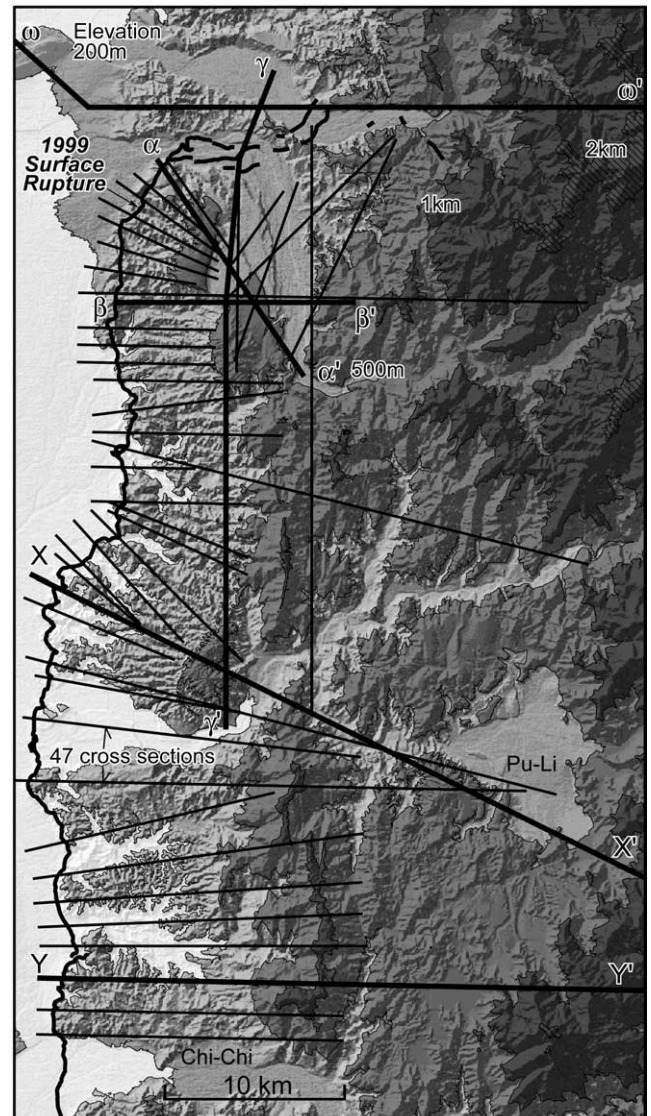 ω
Elevation
200m
γ
ω'
1999
Surface
Rupture
α
2km
1km
β
β'
α'
500m
X
γ'
47 cross sections
Pu-Li
X'
Y
Y'
Chi-Chi
10 km